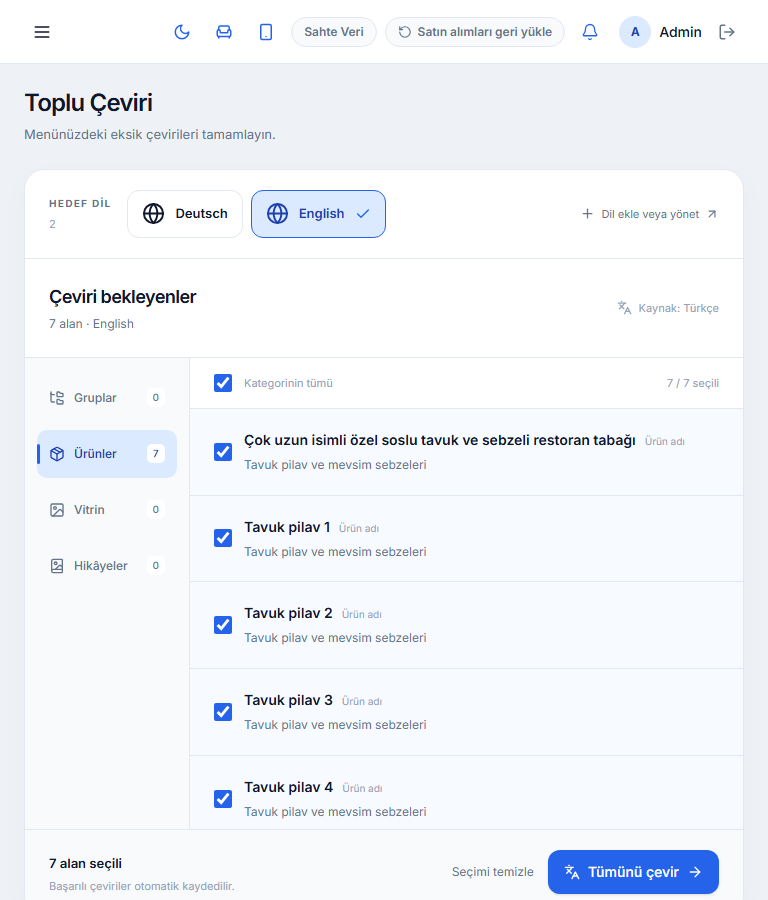 Sahte Veri
Satın alımları geri yükle
A
Admin
Toplu Çeviri
Menünüzdeki eksik çevirileri tamamlayın.
HEDEF DİL
2
Deutsch
English
Dil ekle veya yönet
Çeviri bekleyenler
7 alan · English
Kaynak: Türkçe
Gruplar 0
Ürünler 7
Vitrin 0
Hikâyeler 0
Kategorinin tümü
7 / 7 seçili
Çok uzun isimli özel soslu tavuk ve sebzeli restoran tabağı Ürün adı
Tavuk pilav ve mevsim sebzeleri
Tavuk pilav 1 Ürün adı
Tavuk pilav ve mevsim sebzeleri
Tavuk pilav 2 Ürün adı
Tavuk pilav ve mevsim sebzeleri
Tavuk pilav 3 Ürün adı
Tavuk pilav ve mevsim sebzeleri
Tavuk pilav 4 Ürün adı
Tavuk pilav ve mevsim sebzeleri
7 alan seçili
Başarılı çeviriler otomatik kaydedilir.
Seçimi temizle
Tümünü çevir